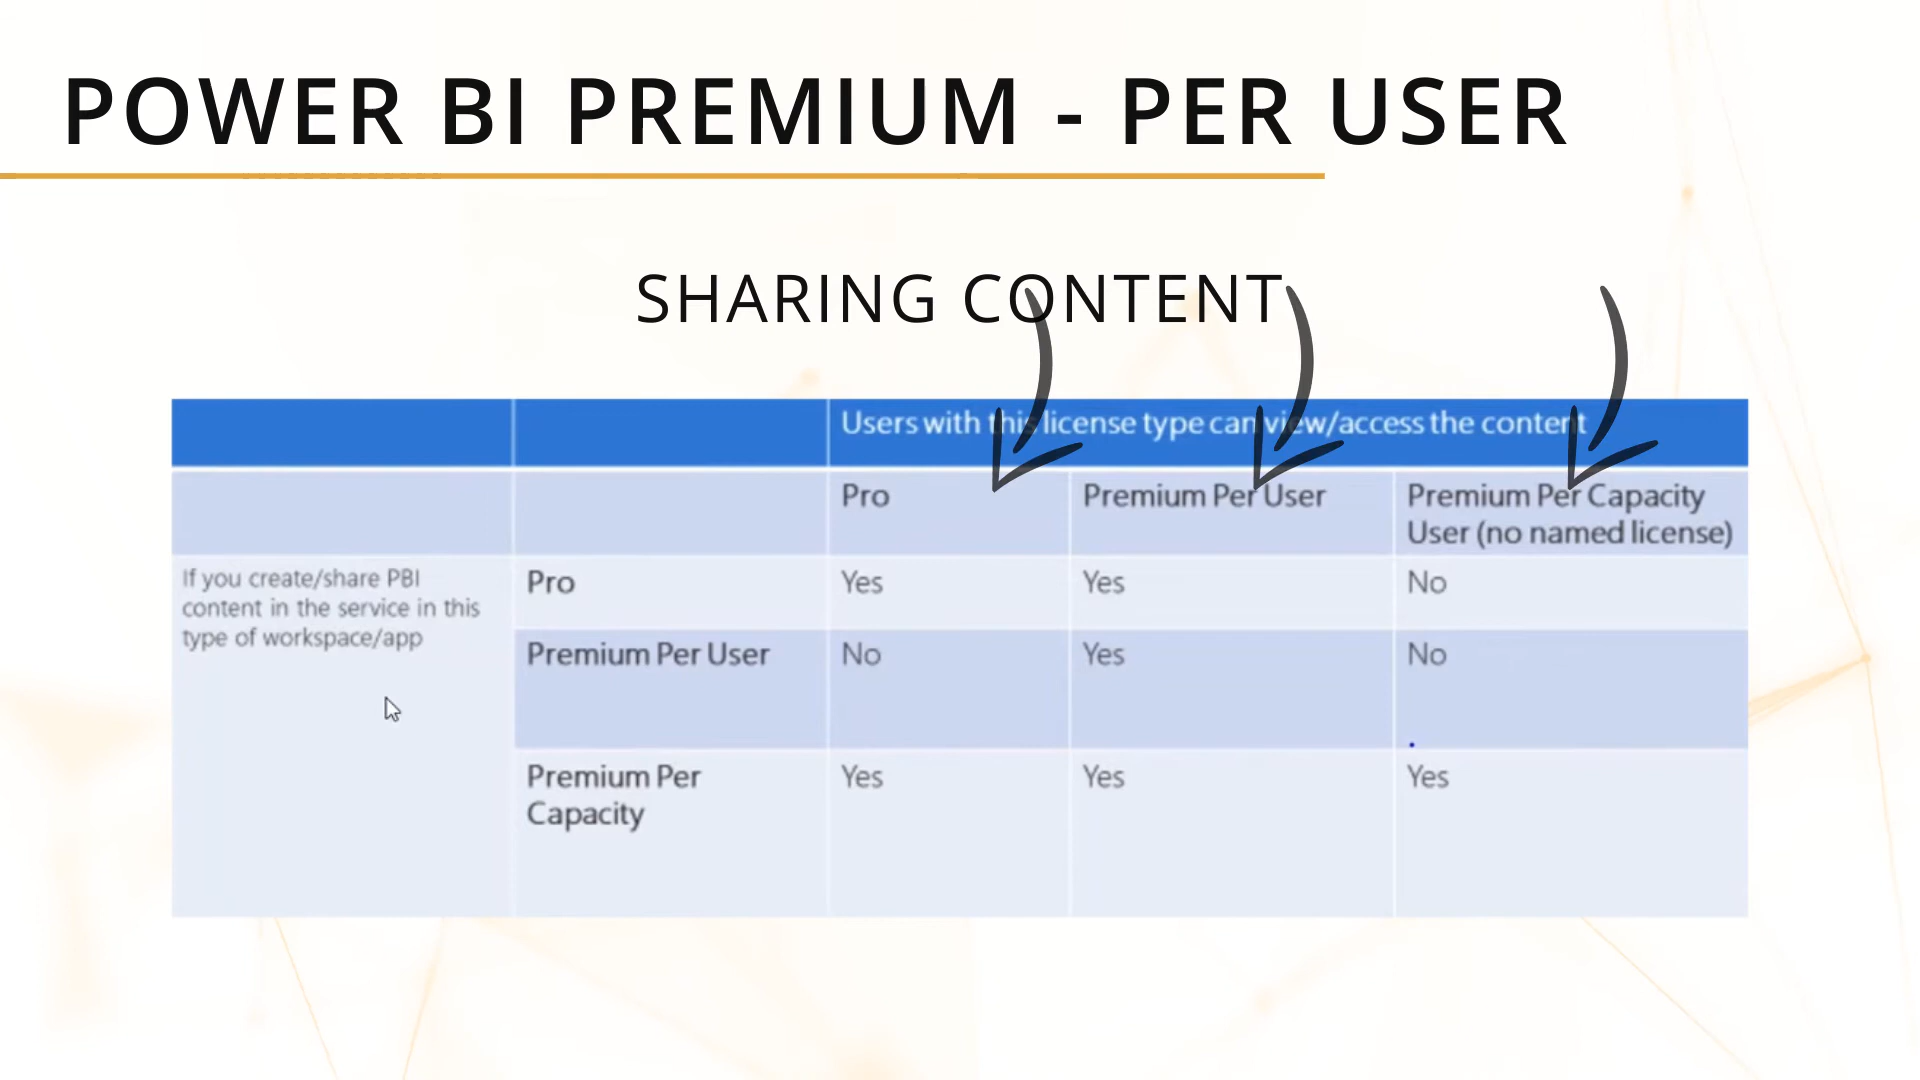 POWER BI PREMIUM - PER USER
SHARING CONTENT
Users with this license type can view/access the content
Pro
Premium Per User
Premium Per Capacity
User (no named license)
If you create/share PBI
content in the service in this
type of workspace/app
Pro
Yes
Yes
No
Premium Per User
No
Yes
No
Premium Per
Capacity
Yes
Yes
Yes